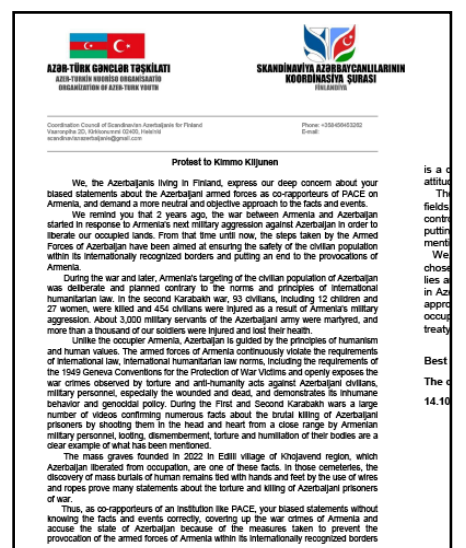 AZƏR-TÜRK GƏNCLƏR TƏŞKİLATI
AZER-TURKIN NUORISO ORGANISAATIO
ORGANIZATION OF AZER-TURK YOUTH
SKANDİNAVİYA AZƏRBAYCANLILARININ
KOORDİNASİYA ŞURASI
FİNLANDİYA
Coordination Council of Scandinavian Azerbaijanis for Finland
02400,
scandinaviaazerbaijanis@gmail.com
Phone: +358458453262
E-mail:
Protest to Kimmo Kiljunen
We, the Azerbaijanis living in Finland, express our deep concern about your
biased statements about the Azerbaijani armed forces as co-rapporteurs of PACE on
Armenia, and demand a more neutral and objective approach to the facts and events.
We remind you that 2 years ago, the war between Armenia and Azerbaijan
started in response to Armenia's next military aggression against Azerbaijan in order to
liberate our occupied lands. From that time until now, the steps taken by the Armed
Forces of Azerbaijan have been aimed at ensuring the safety of the civilian population
within its internationally recognized borders and putting an end to the provocations of
Armenia.
During the war and later, Armenia's targeting of the civilian population of Azerbaijan
was deliberate and planned contrary to the norms and principles of international
humanitarian law. In the second Karabakh war, 93 civilians, including 12 children and
27 women, were killed and 454 civilians were injured as a result of Armenia's military
aggression. About 3,000 military servants of the Azerbaijani army were martyred, and
more than a thousand of our soldiers were injured and lost their health.
Unlike the occupier Armenia, Azerbaijan is guided by the principles of humanism
and human values. The armed forces of Armenia continuously violate the requirements
of international law, international humanitarian law norms, including the requirements of
the 1949 Geneva Conventions for the Protection of War Victims and openly exposes the
war crimes observed by torture and anti-humanity acts against Azerbaijani civilians,
military personnel, especially the wounded and dead, and demonstrates its inhumane
behavior and genocidal policy. During the First and Second Karabakh wars a large
number of videos confirming numerous facts about the brutal killing of Azerbaijani
prisoners by shooting them in the head and heart from a close range by Armenian
military personnel, looting, dismemberment, torture and humiliation of their bodies are a
clear example of what has been mentioned.
The mass graves founded in 2022 in Edilli village of Khojavend region, which
Azerbaijan liberated from occupation, are one of these facts. In those cemeteries, the
discovery of mass burials of human remains tied with hands and feet by the use of wires
and ropes prove many statements about the torture and killing of Azerbaijani prisoners
of war.
Thus, as co-rapporteurs of an institution like PACE, your biased statements without
knowing the facts and events correctly, covering up the war crimes of Armenia and
accuse the state of Azerbaijan because of the measures taken to prevent the
provocation of the armed forces of Armenia within its internationally recognized borders
is a
attitu
Th
fields,
contro
puttin
menti
We
chose
lies a
in Az
appro
occup
treaty
Best
The
14.10